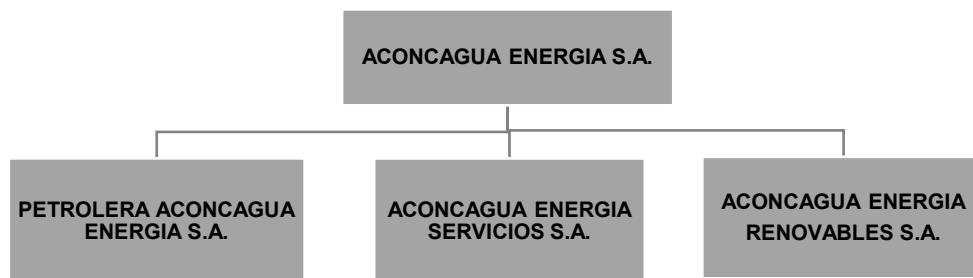 ACONCAGUA ENERGIA S.A.
PETROLERA ACONCAGUA
ENERGIA S.A.
ACONCAGUA ENERGIA
SERVICIOS S.A.
ACONCAGUA ENERGIA
RENOVABLES S.A.